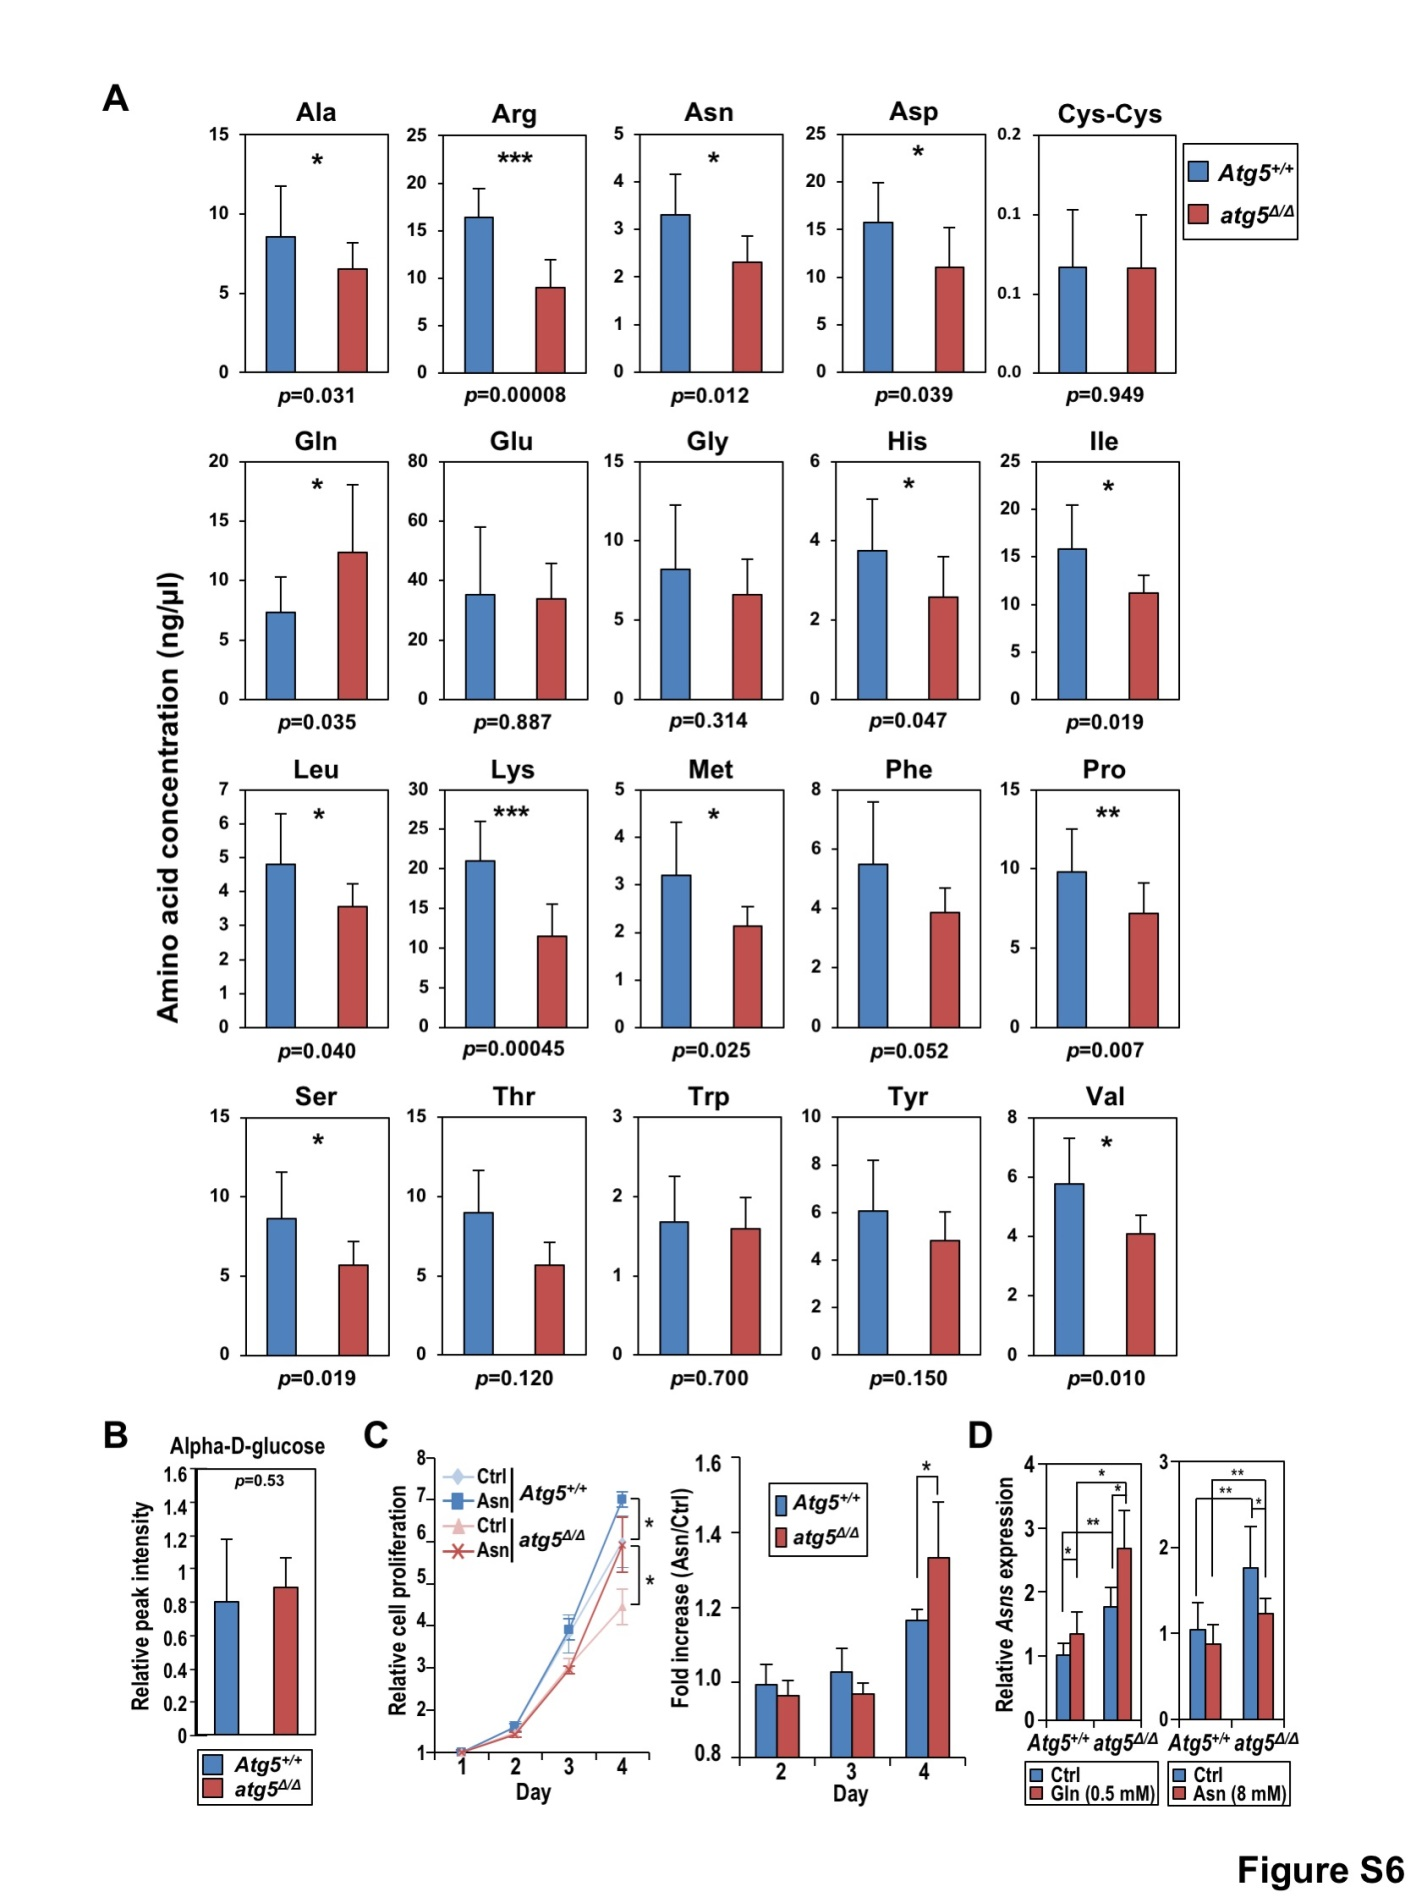 A
Ala Arg Asn Asp Cys-Cys
15 10 5 0
*
25 20 15 10 5 0
***
5 4 3 2 1 0
*
25 20 15 10 5 0
*
0.2 0.1 0.1 0.0
Atg5+/+
atg5Δ/Δ
p=0.031 p=0.00008 p=0.012 p=0.039 p=0.949
Amino acid concentration (ng/µl)
Gln Glu Gly His Ile
20 15 10 5 0
*
80 60 40 20 0
15 10 5 0
6 4 2 0
*
25 20 15 10 5 0
*
p=0.035 p=0.887 p=0.314 p=0.047 p=0.019
Leu Lys Met Phe Pro
7 6 5 4 3 2 1 0
*
30 25 20 15 10 5 0
***
5 4 3 2 1 0
*
8 6 4 2 0
15 10 5 0
**
p=0.040 p=0.00045 p=0.025 p=0.052 p=0.007
Ser Thr Trp Tyr Val
15 10 5 0
*
15 10 5 0
3 2 1 0
10 8 6 4 2 0
8 6 4 2 0
*
p=0.019 p=0.120 p=0.700 p=0.150 p=0.010
B
Alpha-D-glucose
p=0.53
Relative peak intensity
1.6 1.4 1.2 1 0.8 0.6 0.4 0.2 0
Atg5+/+
atg5Δ/Δ
C
Relative cell proliferation
8 7 6 5 4 3 2 1
Ctrl
Asn
Atg5+/+
Ctrl
Asn
atg5Δ/Δ
*
*
1 2 3 4
Day
Fold increase (Asn/Ctrl)
1.6 1.4 1.2 1.0 0.8
Atg5+/+
atg5Δ/Δ
*
2 3 4
Day
D
Relative Asns expression
4 3 2 1 0
*
*
**
*
Atg5+/+ atg5Δ/Δ
Ctrl
Gln (0.5 mM)
3 2 1 0
**
**
*
Atg5+/+ atg5Δ/Δ
Ctrl
Asn (8 mM)
Figure S6